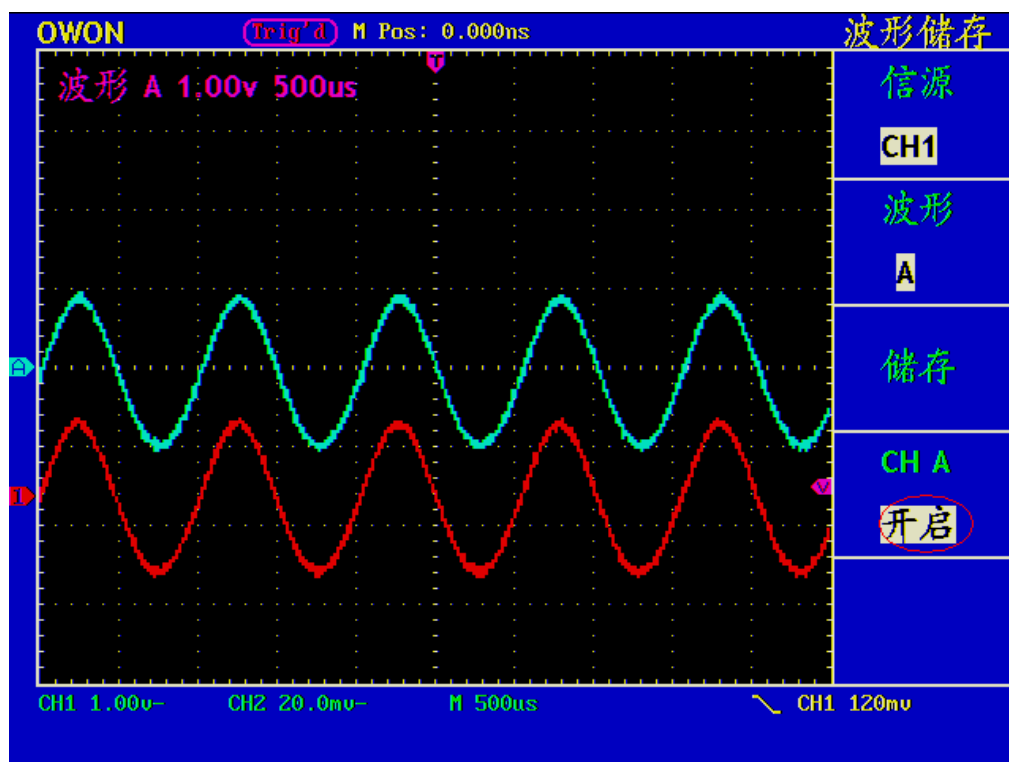 OWON Trig'd M Pos: 0.000ns 波形储存
T
波形 A 1.00v 500us
信源
CH1
波形
A
储存
A
CH A
1
V
开启
CH1 1.00v- CH2 20.0mv- M 500us CH1 120mv